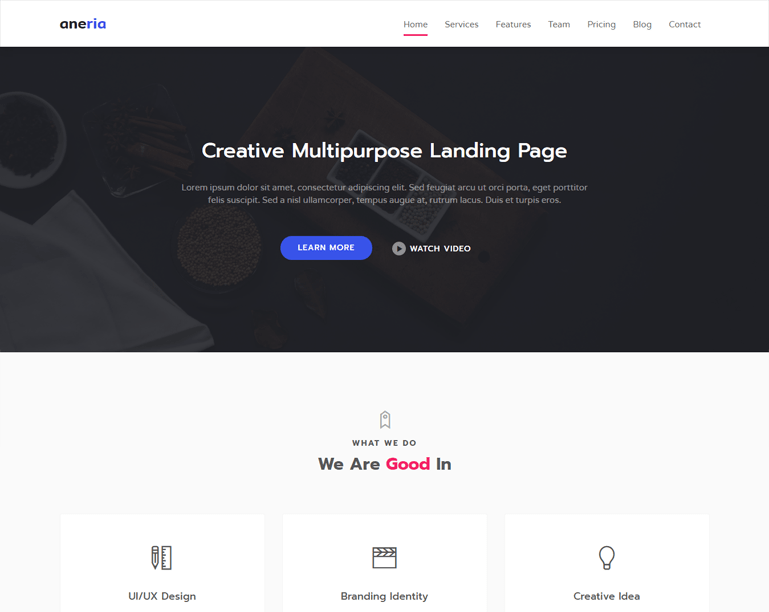 aneria
Home Services Features Team Pricing Blog Contact
Creative Multipurpose Landing Page
Lorem ipsum dolor sit amet, consectetur adipiscing elit. Sed feugiat arcu ut orci porta, eget porttitor
felis suscipit. Sed a nisl ullamcorper, tempus augue at, rutrum lacus. Duis et turpis eros.
LEARN MORE WATCH VIDEO
WHAT WE DO
We Are Good In
UI/UX Design Branding Identity Creative Idea